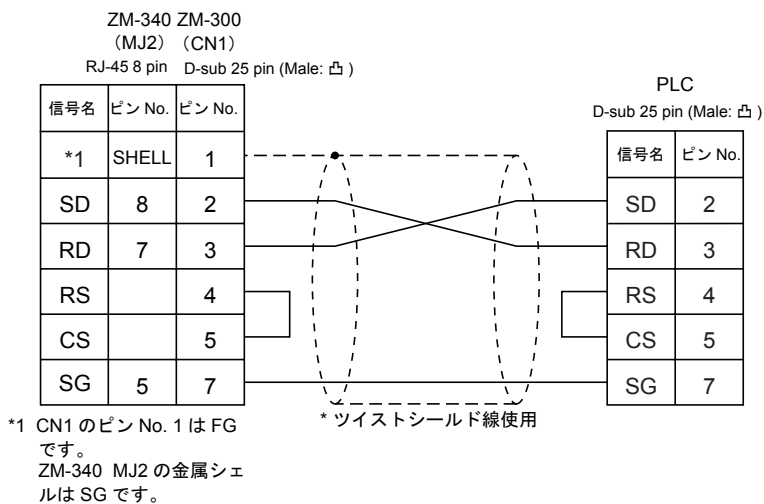 ZM-340 ZM-300
(MJ2) (CN1)
RJ-45 8 pin D-sub 25 pin (Male: 凸)
信号名 ピン No. ピン No.
*1 SHELL 1
SD 8 2
RD 7 3
RS 4
CS 5
SG 5 7
PLC
D-sub 25 pin (Male: 凸)
信号名 ピン No.
SD 2
RD 3
RS 4
CS 5
SG 7
* ツイストシールド線使用
*1 CN1 のピン No. 1 は FG
です。
ZM-340 MJ2 の金属シェ
ルは SG です。